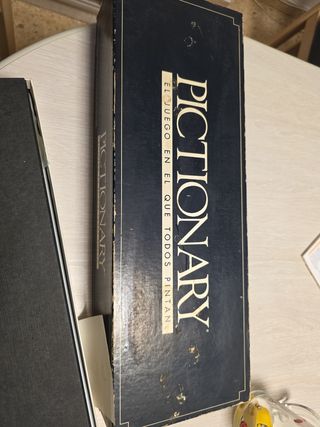 PICTIONARY
EL JUEGO EN EL QUE TODOS PINTAN
PICTIONARY